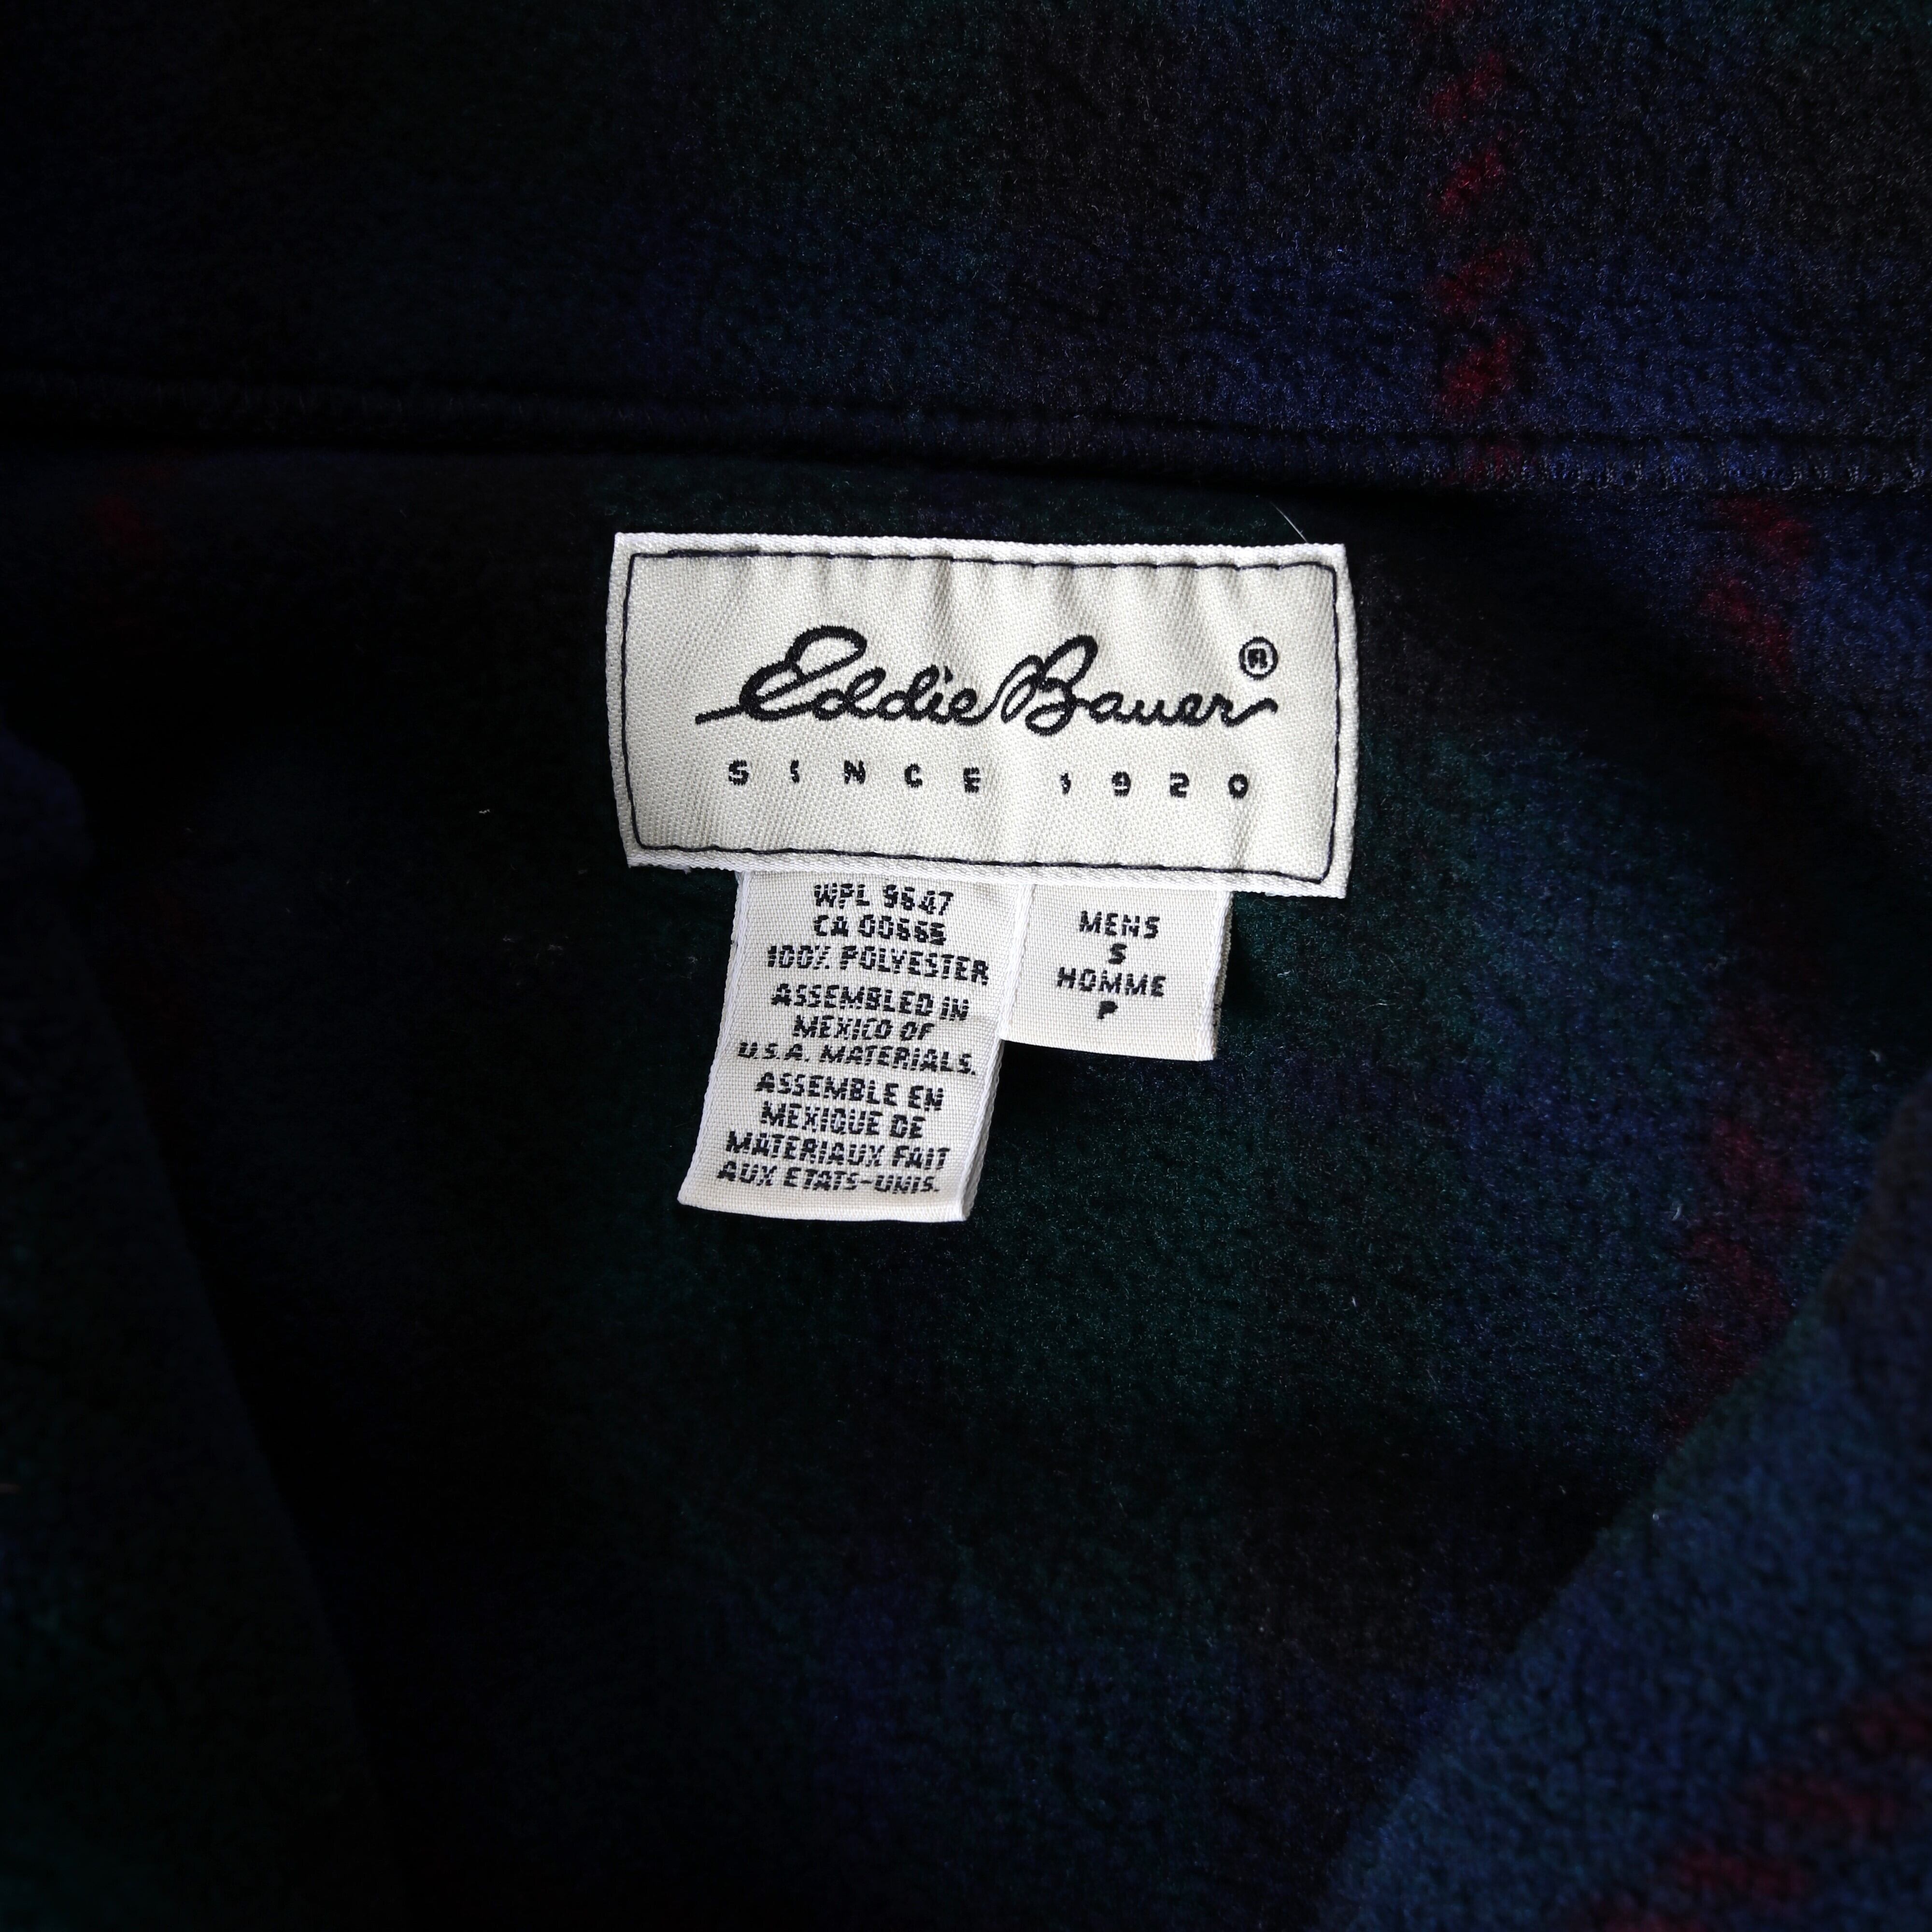 Eddie Bauer®
SINCE 1920
WPL 9647
CA 00665
100% POLYESTER
ASSEMBLED IN
MEXICO OF
U.S.A. MATERIALS.
ASSEMBLE EN
MEXIQUE DE
MATERIAUX FAIT
AUX ETATS-UNIS.
MENS
S
HOMME
P